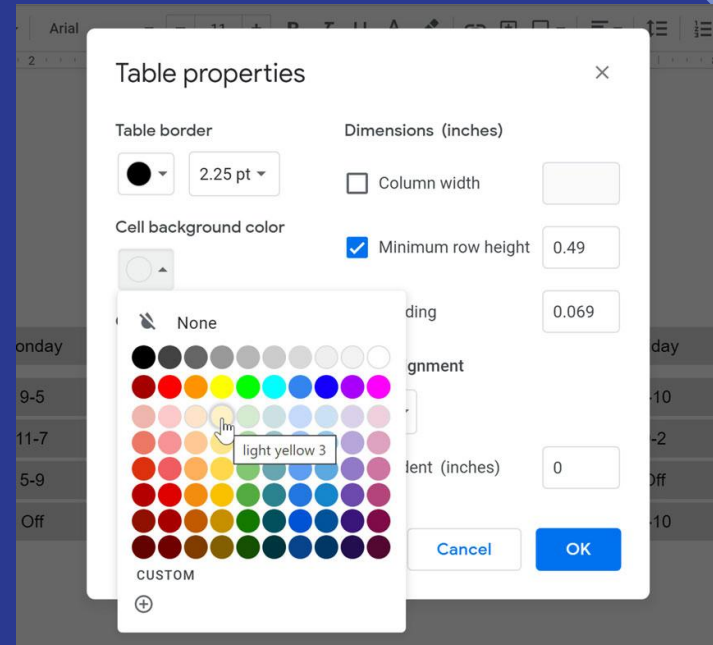 Arial 11 + B I U A
2
Table properties
Table border
Dimensions (inches)
2.25 pt
Column width
Cell background color
Minimum row height 0.49
None
ding 0.069
onday
day
gnment
9-5
-10
11-7
-2
light yellow 3
5-9
dent (inches) 0
Off
Off
-10
Cancel
OK
CUSTOM